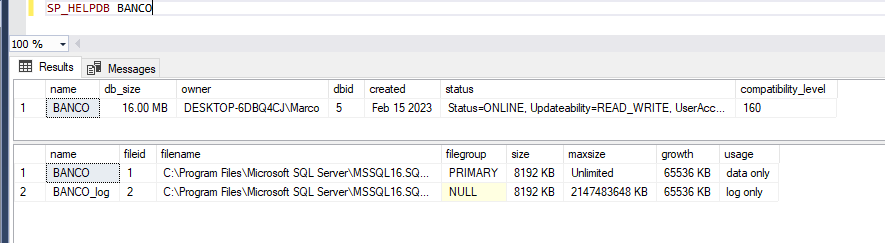 SP_HELPDB BANCO
100 %
Results Messages
name db_size owner dbid created status compatibility_level
1 BANCO 16.00 MB DESKTOP-6DBQ4CJ\Marco 5 Feb 15 2023 Status=ONLINE, Updateability=READ_WRITE, UserAcc... 160
name fileid filename filegroup size maxsize growth usage
1 BANCO 1 C:\Program Files\Microsoft SQL Server\MSSQL16.SQ... PRIMARY 8192 KB Unlimited 65536 KB data only
2 BANCO_log 2 C:\Program Files\Microsoft SQL Server\MSSQL16.SQ... NULL 8192 KB 2147483648 KB 65536 KB log only